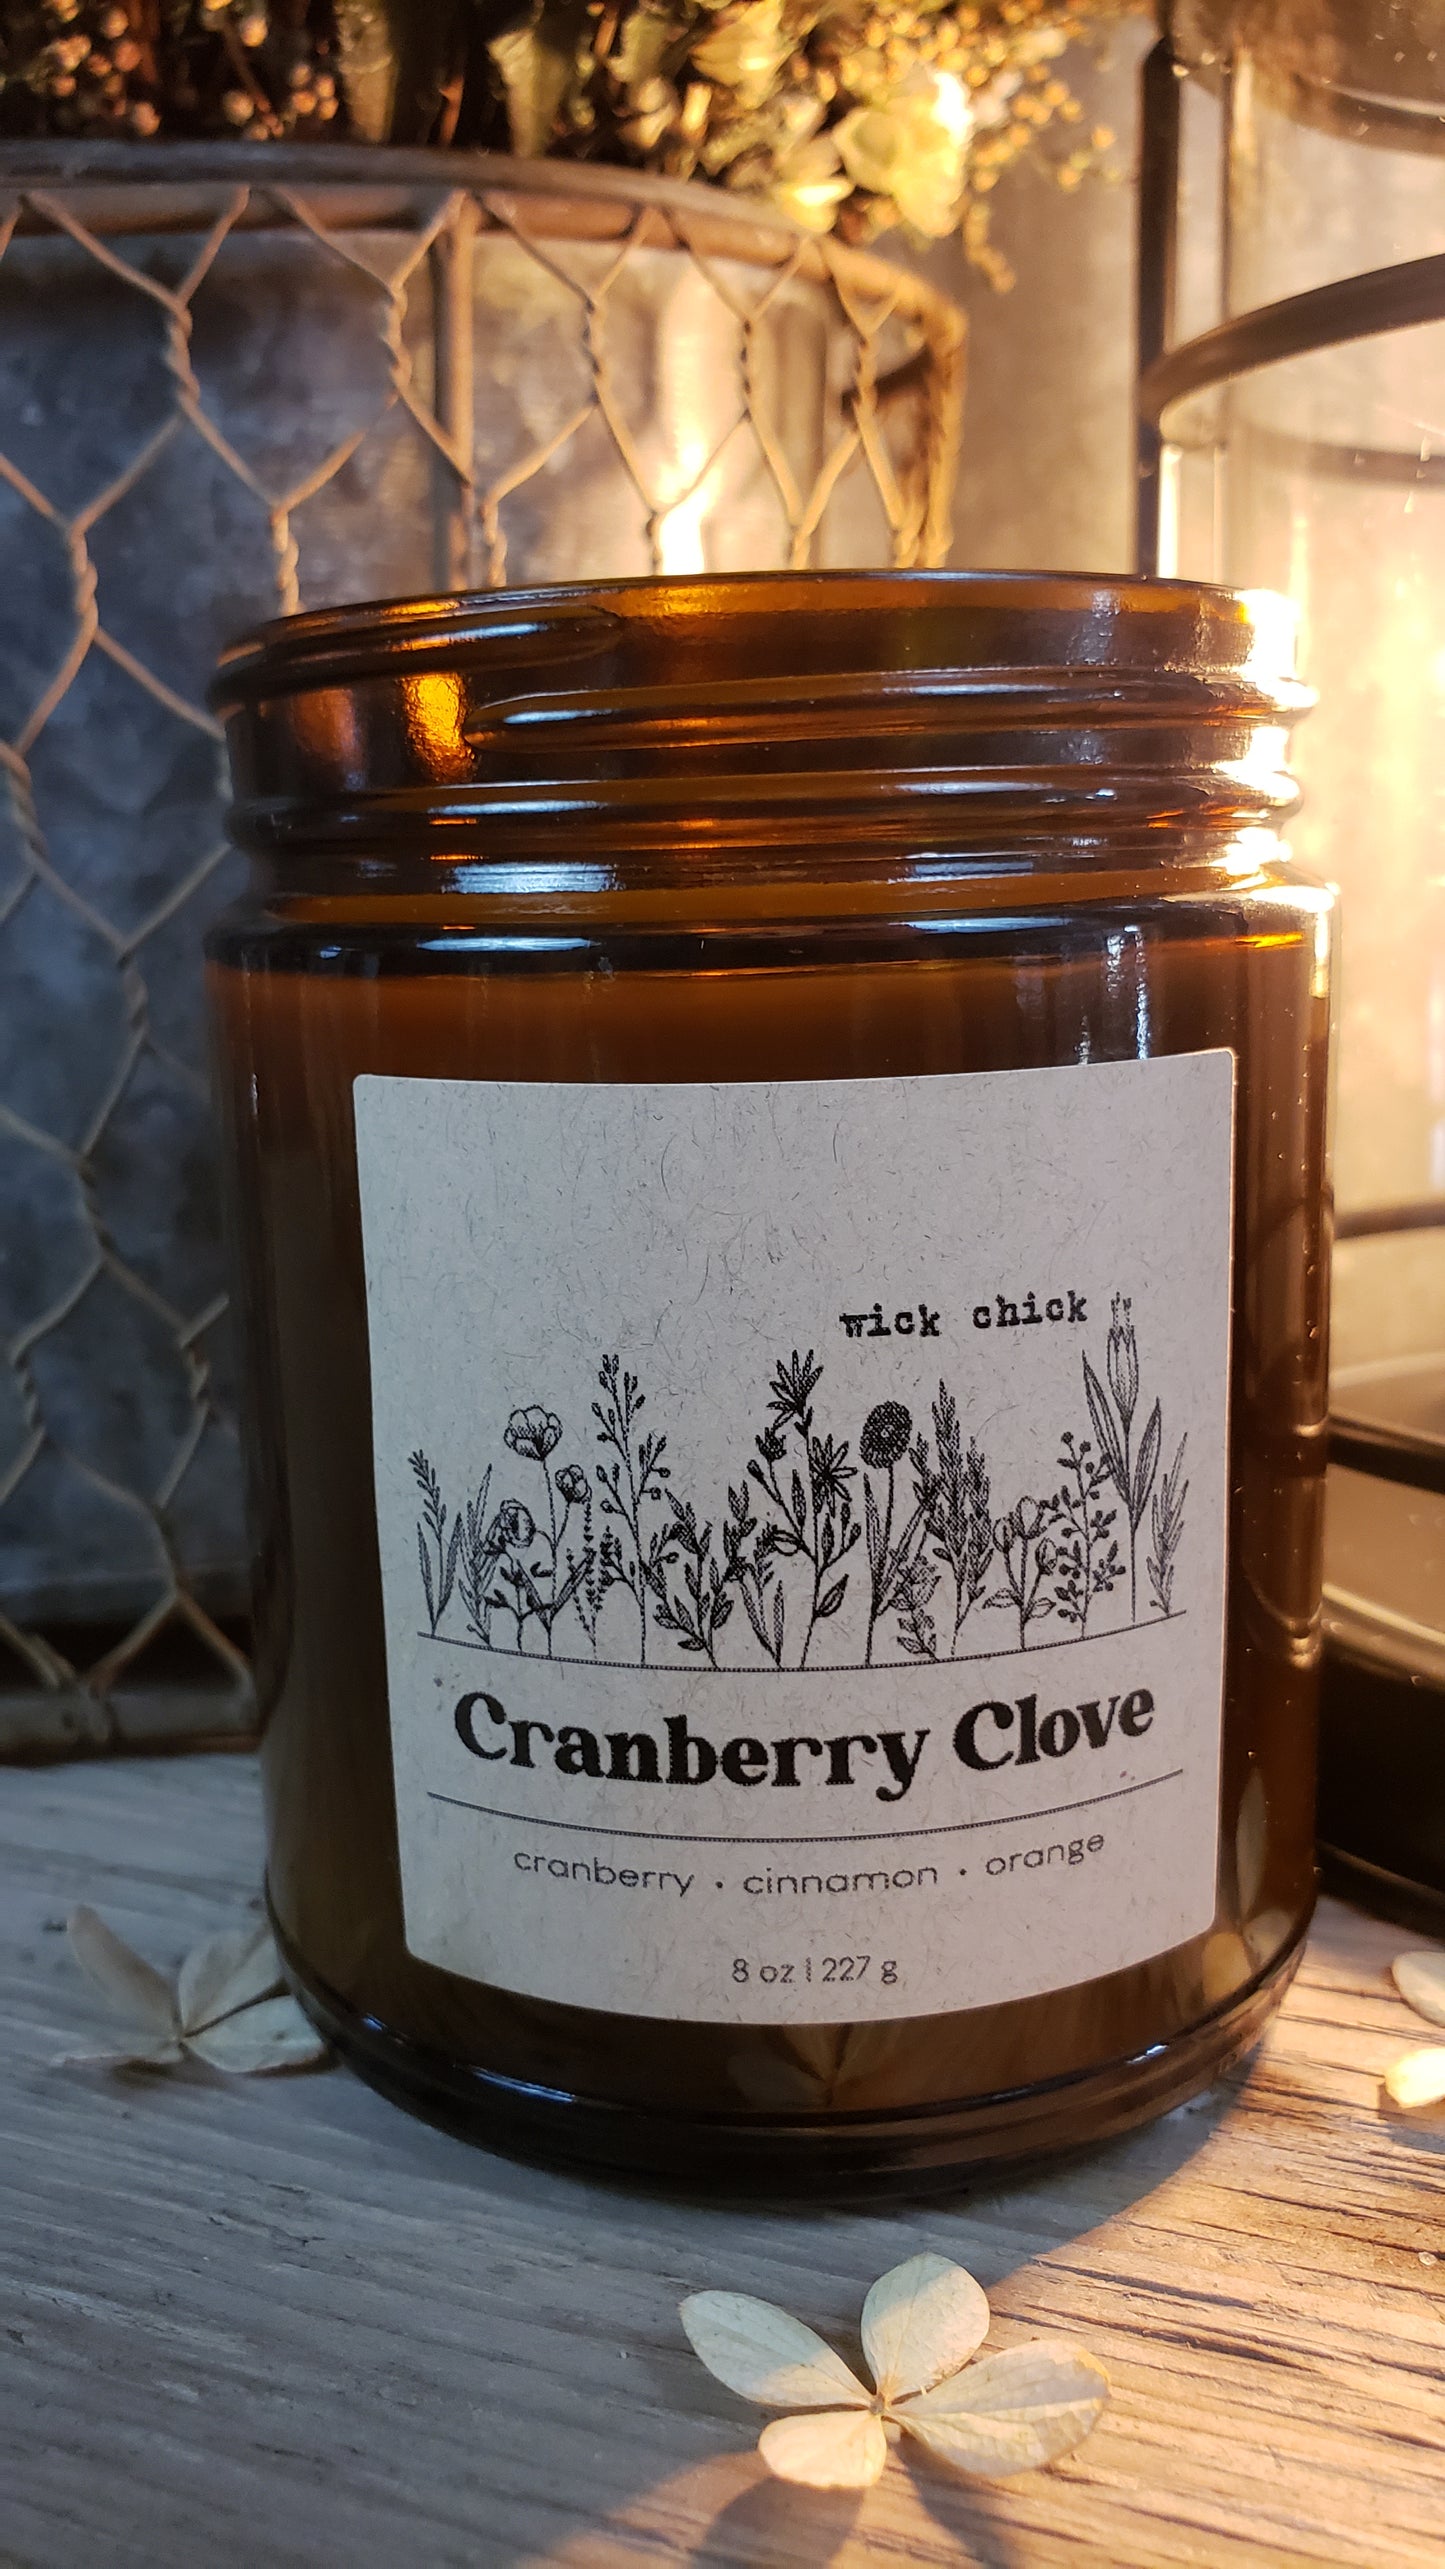 wick chick
Cranberry Clove
cranberry • cinnamon • orange
8 oz | 227 g